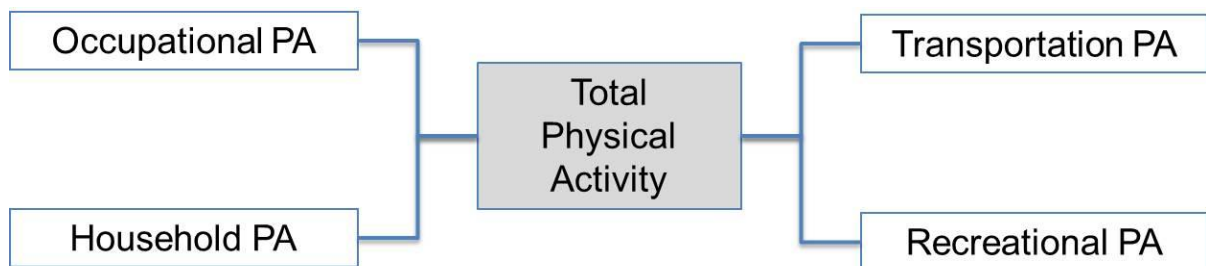 Occupational PA
Transportation PA
Total
Physical
Activity
Household PA
Recreational PA